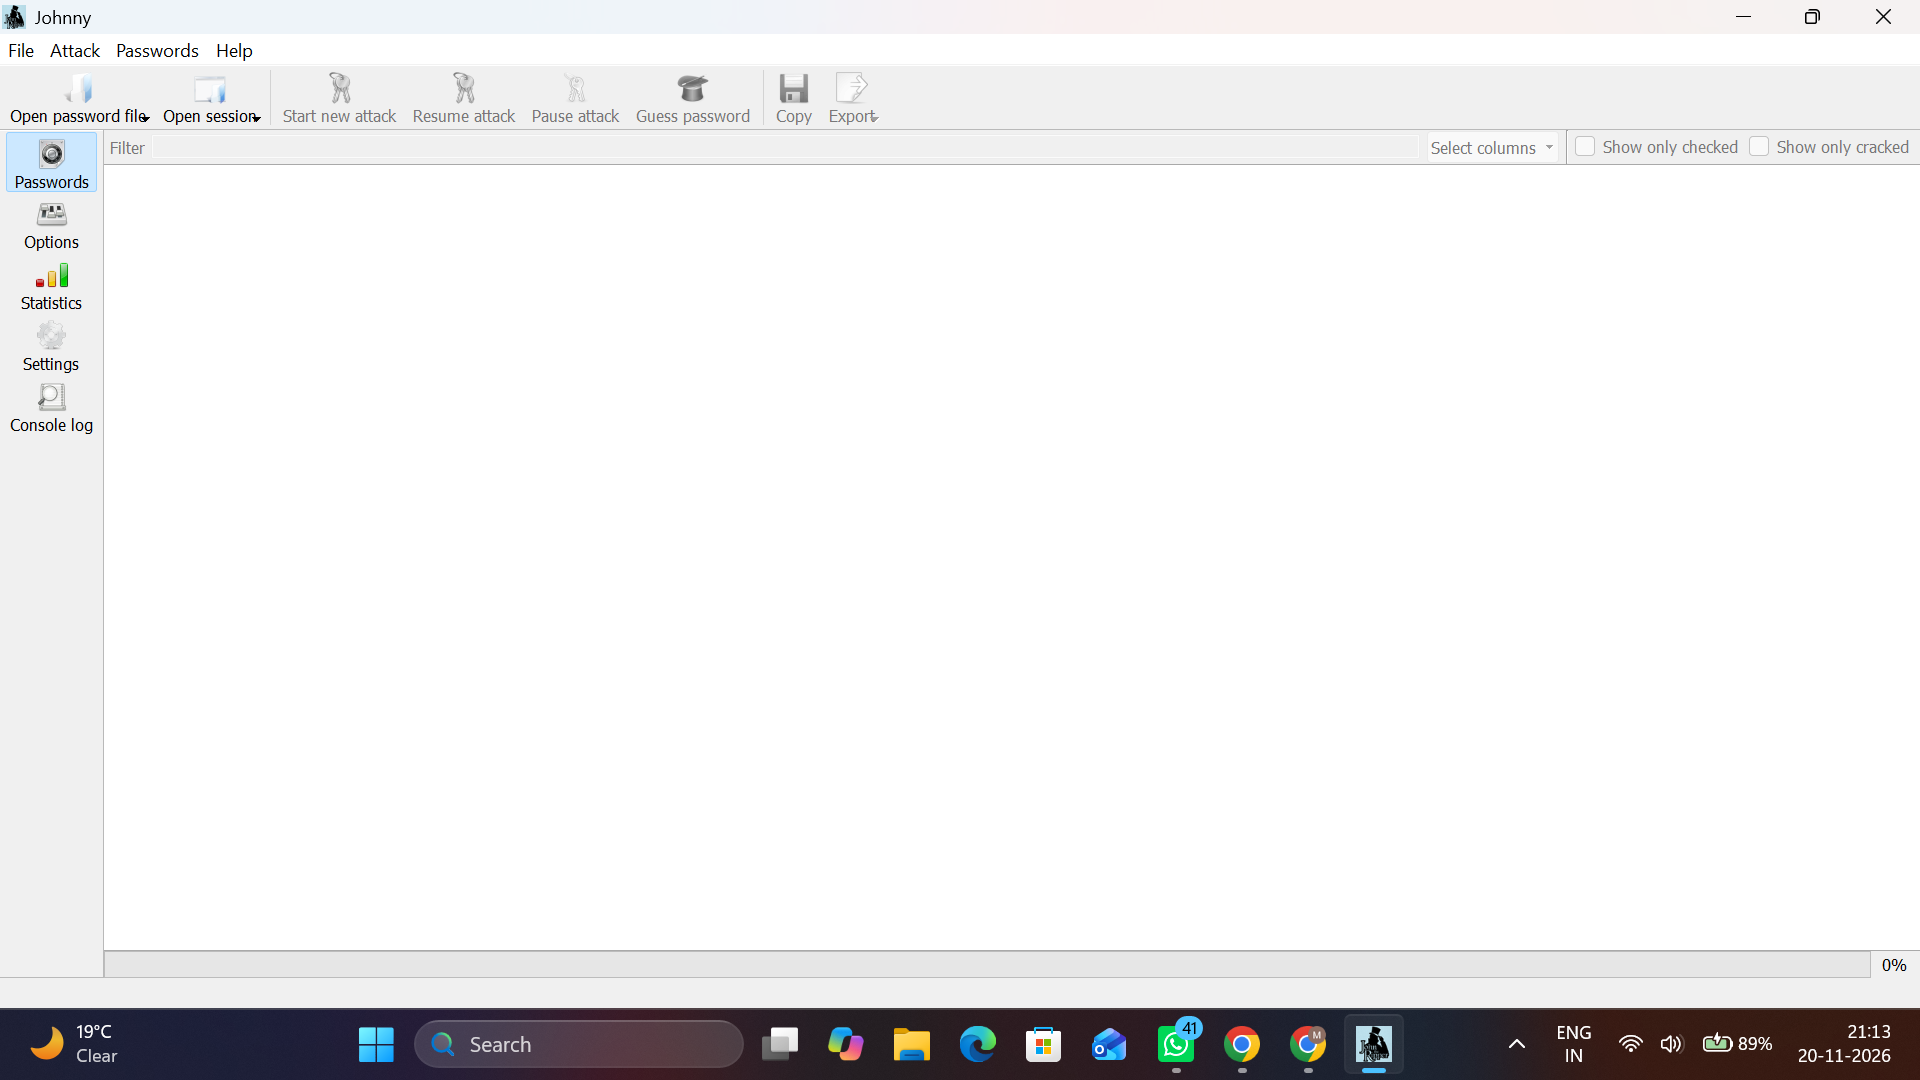 Johnny
File Attack Passwords Help
Open password file Open session Start new attack Resume attack Pause attack Guess password Copy Export
Passwords
Filter Select columns Show only checked Show only cracked
Options
Statistics
Settings
Console log
0%
19°C
Clear
Search
41
M
ENG
IN
89%
21:13
20-11-2026